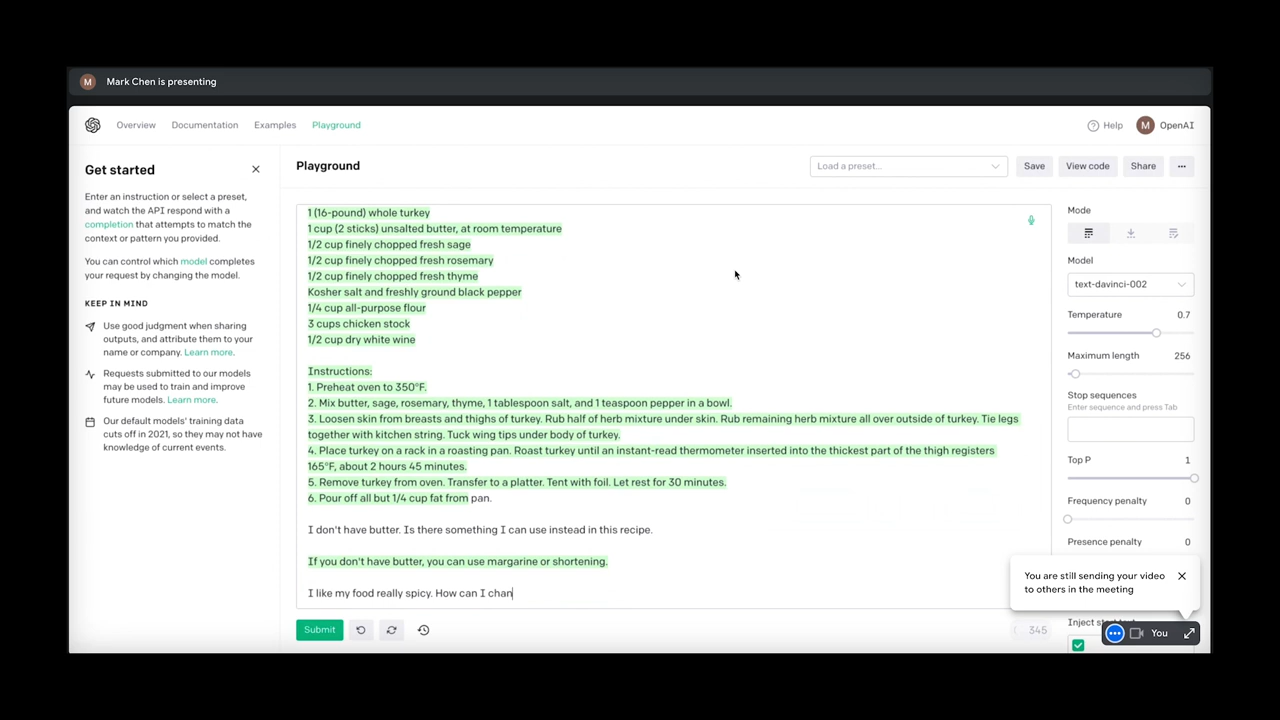 M Mark Chen is presenting
Overview Documentation Examples Playground Help M OpenAI
Get started
Enter an instruction or select a preset,
and watch the API respond with a
completion that attempts to match the
context or pattern you provided.
You can control which model completes
your request by changing the model.
KEEP IN MIND
Use good judgment when sharing
outputs, and attribute them to your
name or company. Learn more.
Requests submitted to our models
may be used to train and improve
future models. Learn more.
Our default models' training data
cuts off in 2021, so they may not have
knowledge of current events.
Playground Load a preset... Save View code Share ...
1 (16-pound) whole turkey
1 cup (2 sticks) unsalted butter, at room temperature
1/2 cup finely chopped fresh sage
1/2 cup finely chopped fresh rosemary
1/2 cup finely chopped fresh thyme
Kosher salt and freshly ground black pepper
1/4 cup all-purpose flour
3 cups chicken stock
1/2 cup dry white wine
Instructions:
1. Preheat oven to 350°F.
2. Mix butter, sage, rosemary, thyme, 1 tablespoon salt, and 1 teaspoon pepper in a bowl.
3. Loosen skin from breasts and thighs of turkey. Rub half of herb mixture under skin. Rub remaining herb mixture all over outside of turkey. Tie legs
together with kitchen string. Tuck wing tips under body of turkey.
4. Place turkey on a rack in a roasting pan. Roast turkey until an instant-read thermometer inserted into the thickest part of the thigh registers
165°F, about 2 hours 45 minutes.
5. Remove turkey from oven. Transfer to a platter. Tent with foil. Let rest for 30 minutes.
6. Pour off all but 1/4 cup fat from pan.
I don't have butter. Is there something I can use instead in this recipe.
If you don't have butter, you can use margarine or shortening.
I like my food really spicy. How can I chan
Submit 345
Mode
Model
text-davinci-002
Temperature 0.7
Maximum length 256
Stop sequences
Enter sequence and press Tab
Top P 1
Frequency penalty 0
Presence penalty 0
You are still sending your video
to others in the meeting
Inject start
You